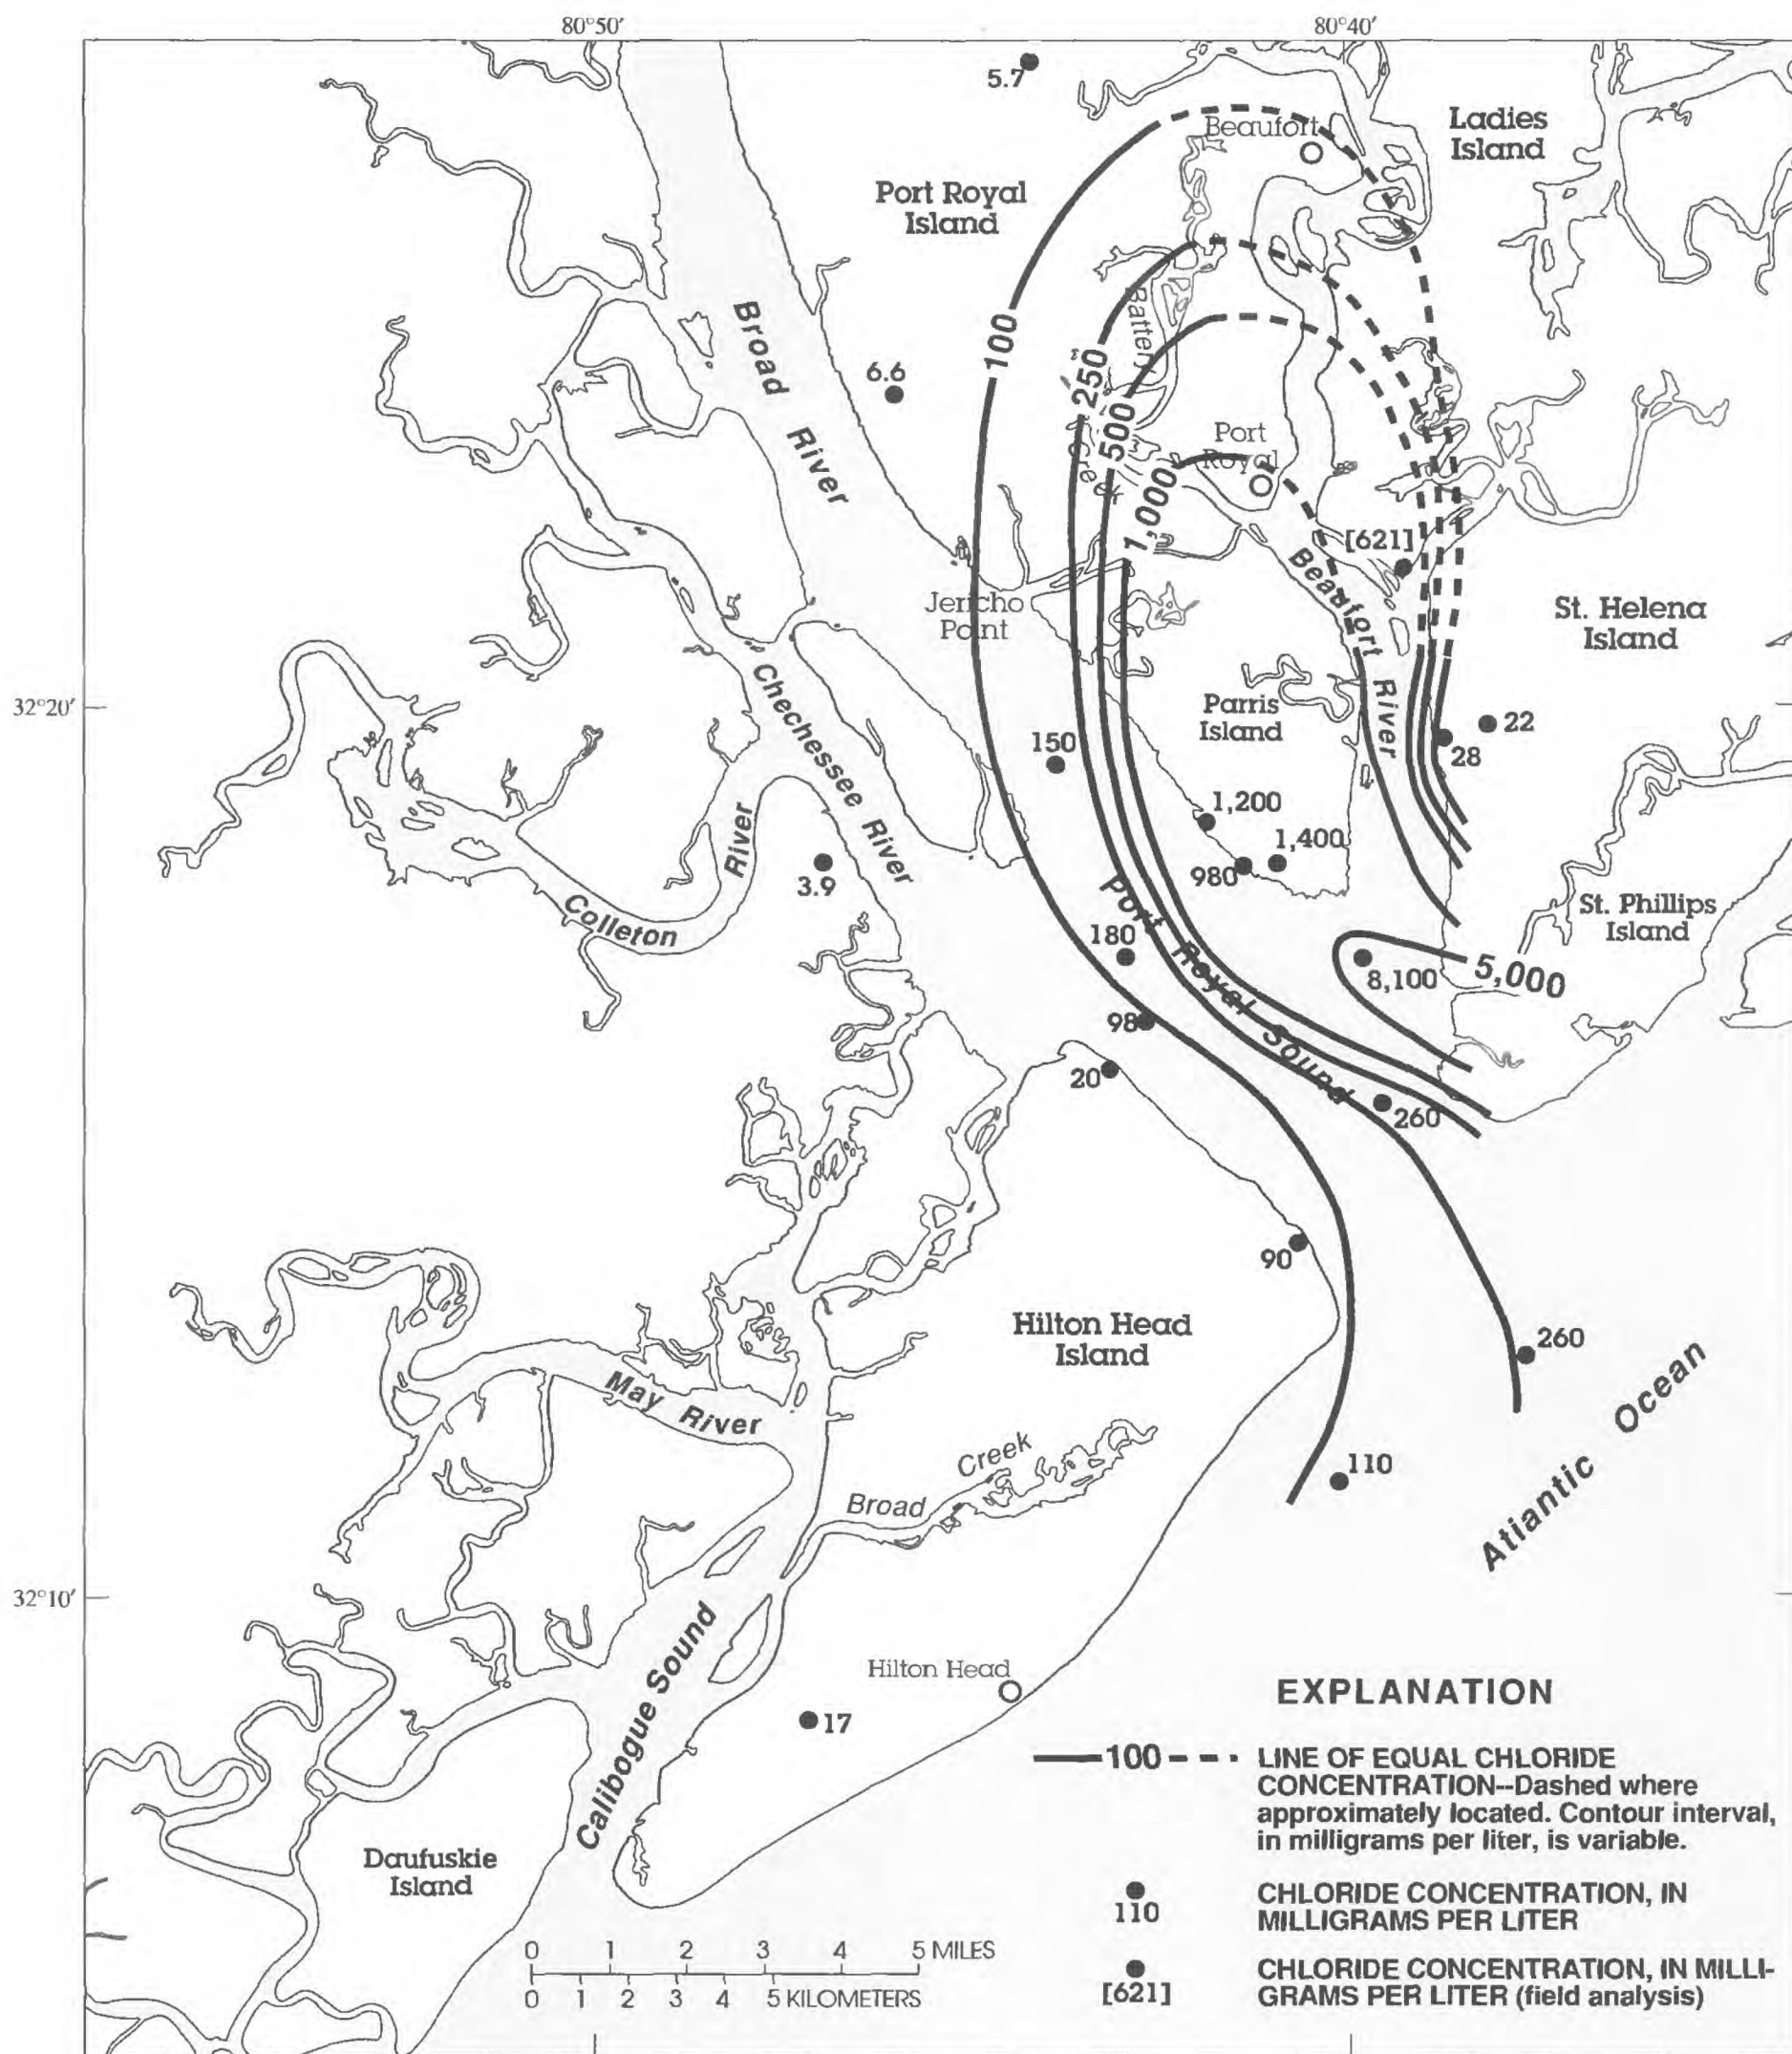 80°50′
80°40′
5.7
Beaufort
Ladies
Island
Port Royal
Island
Broad
River
100
Battery
Creek
250
500
1,000
6.6
Port
Royal
[621]
Beaufort
River
Jericho
Point
St. Helena
Island
32°20′
Chechessee
River
Parris
Island
22
28
150
1,200
1,400
980
3.9
River
Colleton
St. Phillips
Island
180
Port Royal Sound
8,100
5,000
98
20
260
90
Hilton Head
Island
260
May River
Atlantic Ocean
110
Creek
Broad
32°10′
Calibogue Sound
Hilton Head
17
Daufuskie
Island
EXPLANATION
100
LINE OF EQUAL CHLORIDE
CONCENTRATION--Dashed where
approximately located. Contour interval,
in milligrams per liter, is variable.
110
CHLORIDE CONCENTRATION, IN
MILLIGRAMS PER LITER
[621]
CHLORIDE CONCENTRATION, IN MILLI-
GRAMS PER LITER (field analysis)
0 1 2 3 4 5 MILES
0 1 2 3 4 5 KILOMETERS